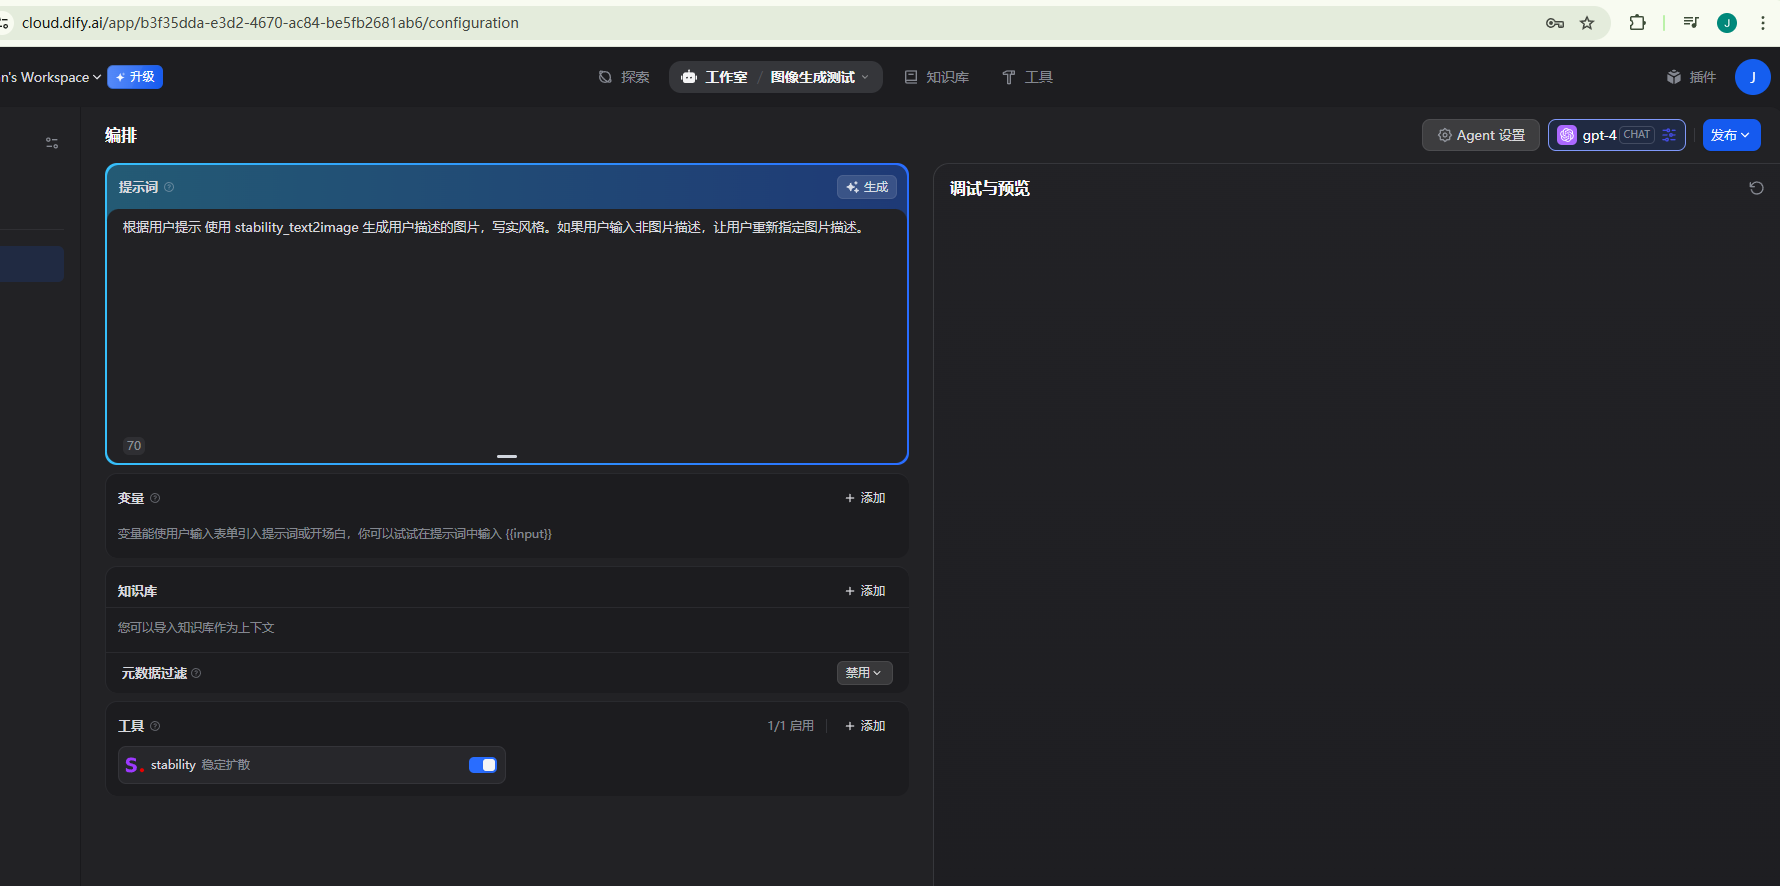 cloud.dify.ai/app/b3f35dda-e3d2-4670-ac84-be5fb2681ab6/configuration
J
n's Workspace 升级 探索 工作室 / 图像生成测试 知识库 工具 插件 J
编排 Agent 设置 gpt-4 CHAT 发布
提示词 生成
根据用户提示 使用 stability_text2image 生成用户描述的图片，写实风格。如果用户输入非图片描述，让用户重新指定图片描述。
70
变量 + 添加
变量能使用户输入表单引入提示词或开场白，你可以试试在提示词中输入 {{input}}
知识库 + 添加
您可以导入知识库作为上下文
元数据过滤 禁用
工具 1/1 启用 + 添加
S. stability 稳定扩散
调试与预览